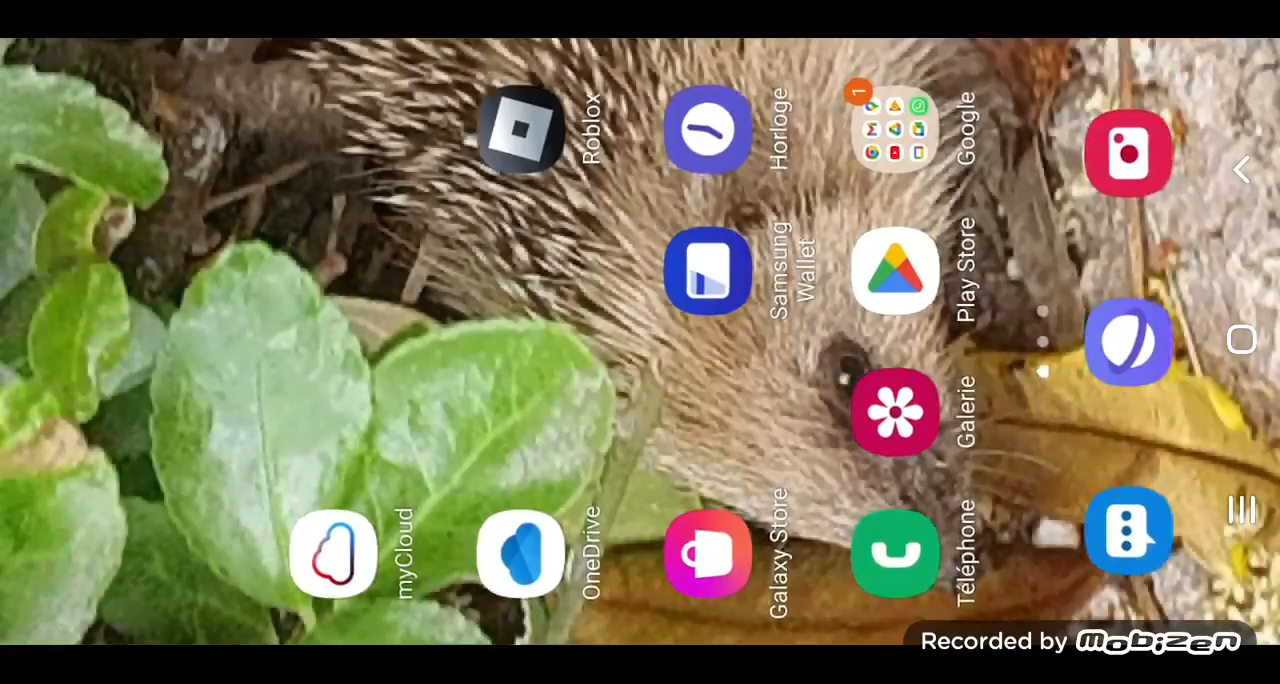 myCloud
OneDrive
Roblox
Galaxy Store
Samsung
Wallet
Horloge
Téléphone
Galerie
Play Store
Google
1
Recorded by mobizen